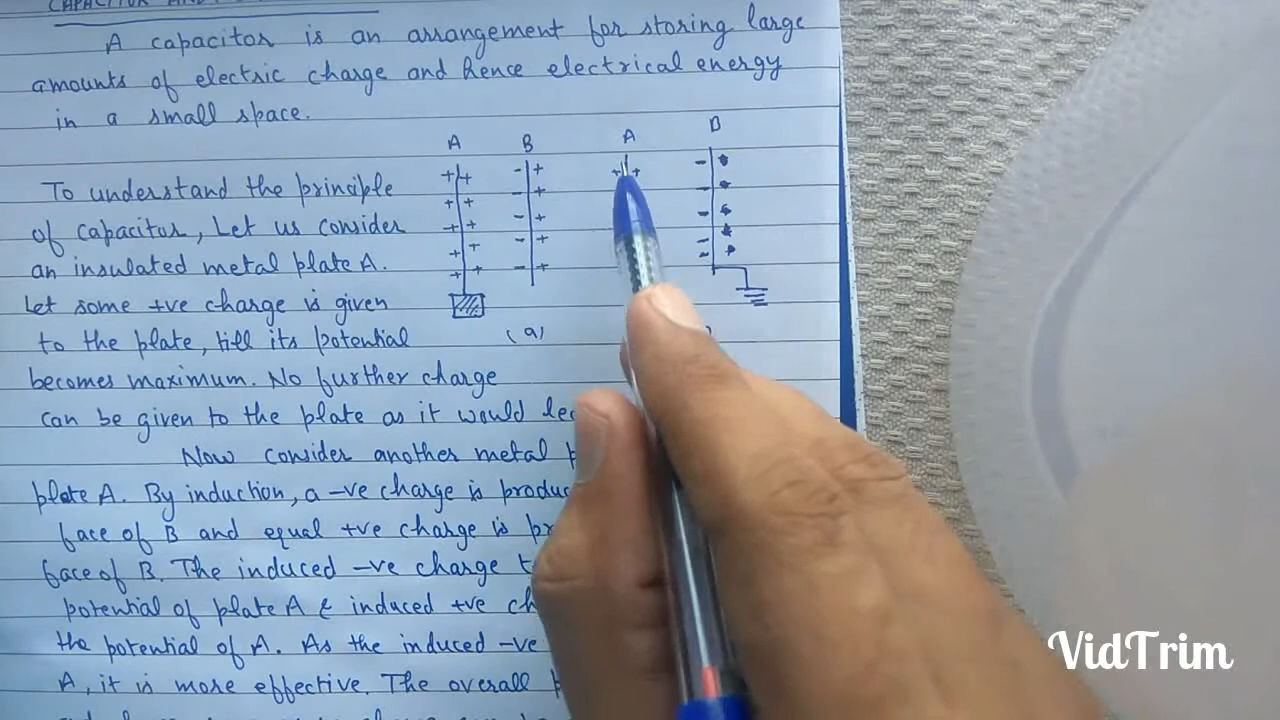 A capacitor is an arrangement for storing large
amounts of electric charge and hence electrical energy
in a small space.
A B A B
To understand the principle
of capacitor, Let us consider
an insulated metal plate A.
Let some +ve charge is given
to the plate, till its potential
(a)
becomes maximum. No further charge
can be given to the plate as it would
Now consider another metal
plate A. By induction, a -ve charge is
face of B and equal +ve charge is
face of B. The induced -ve charge
potential of plate A & induced +ve
the potential of A. As the induced -ve
A, it is more effective. The overall
VidTrim